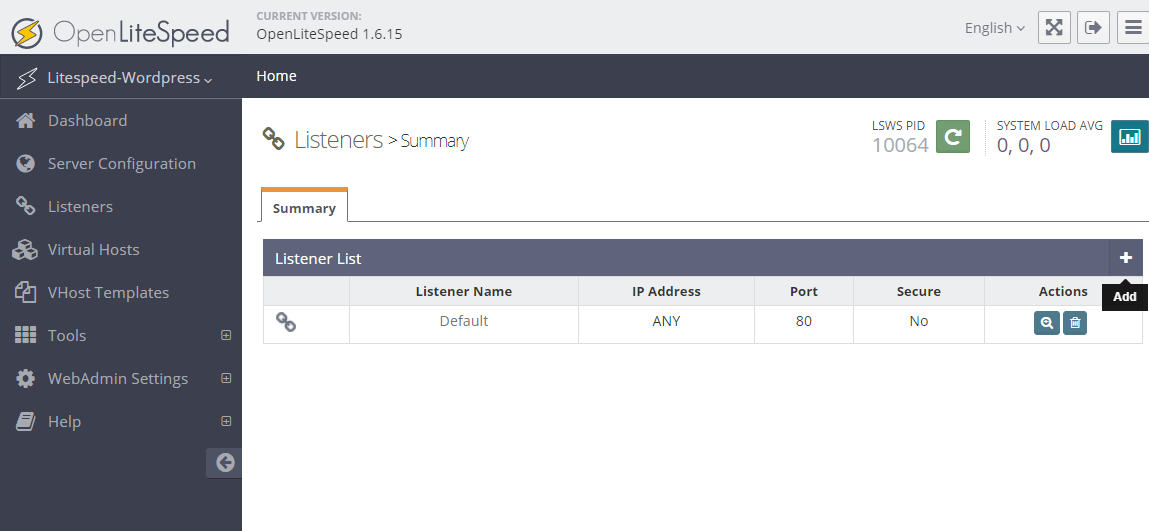 OpenLiteSpeed
CURRENT VERSION:
OpenLiteSpeed 1.6.15
English
Litespeed-Wordpress
Home
Dashboard
Server Configuration
Listeners
Virtual Hosts
VHost Templates
Tools
WebAdmin Settings
Help
Listeners > Summary
LSWS PID
10064
SYSTEM LOAD AVG
0, 0, 0
Summary
Listener List
Listener Name IP Address Port Secure Actions
Add
Default ANY 80 No